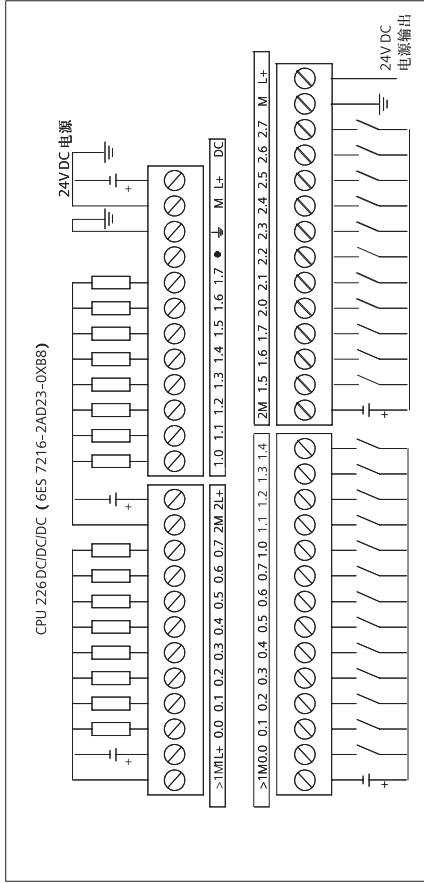 CPU 226 DC/DC/DC（6ES 7216-2AD23-0XB8）
24V DC 电源
+ + +
>1M 1L+ 0.0 0.1 0.2 0.3 0.4 0.5 0.6 0.7 2M 2L+
1.0 1.1 1.2 1.3 1.4 1.5 1.6 1.7 • ⏚ M L+ DC
>1M 0.0 0.1 0.2 0.3 0.4 0.5 0.6 0.7 1.0 1.1 1.2 1.3 1.4
2M 1.5 1.6 1.7 2.0 2.1 2.2 2.3 2.4 2.5 2.6 2.7 M L+
+ +
24V DC
电源输出